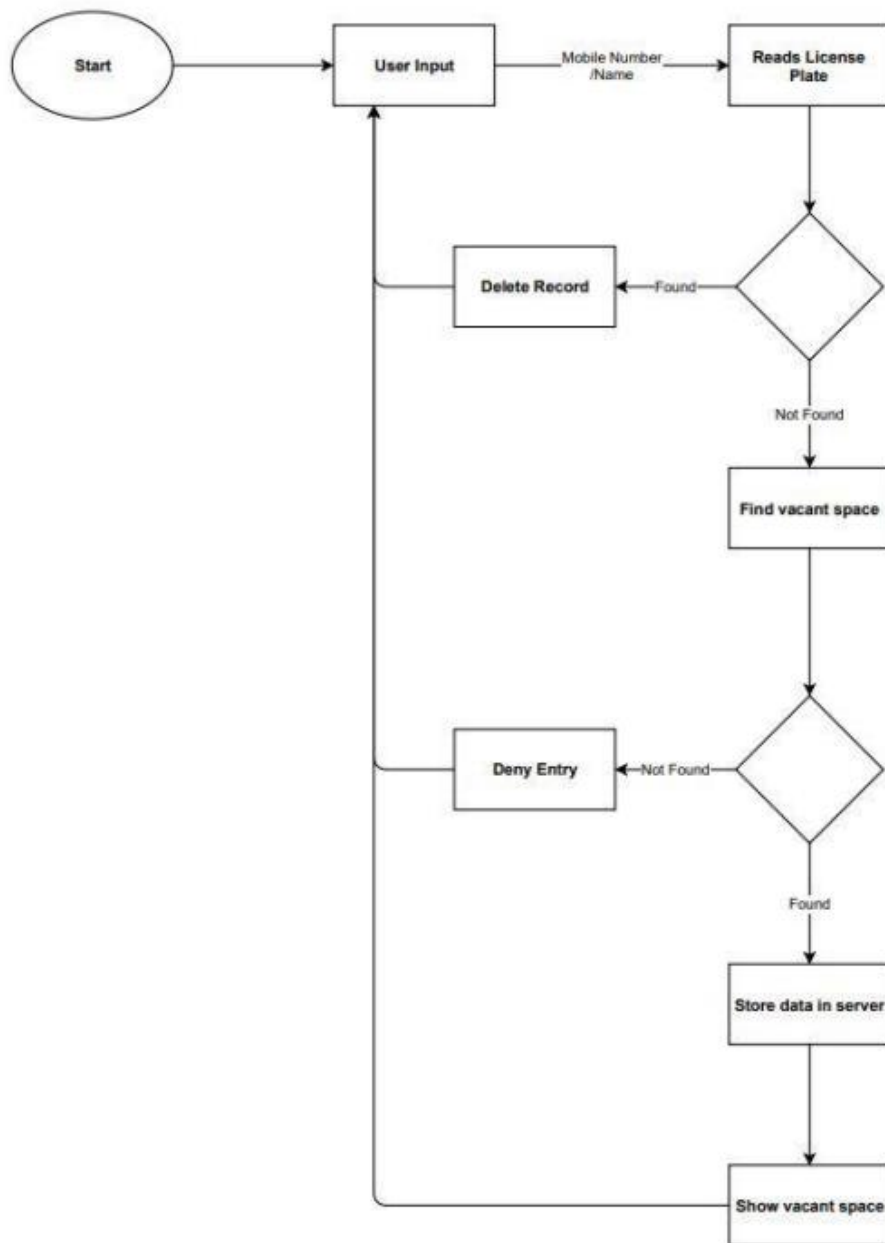 Start
User Input
Mobile Number
/Name
Reads License
Plate
Delete Record
Found
Not Found
Find vacant space
Deny Entry
Not Found
Found
Store data in server
Show vacant space